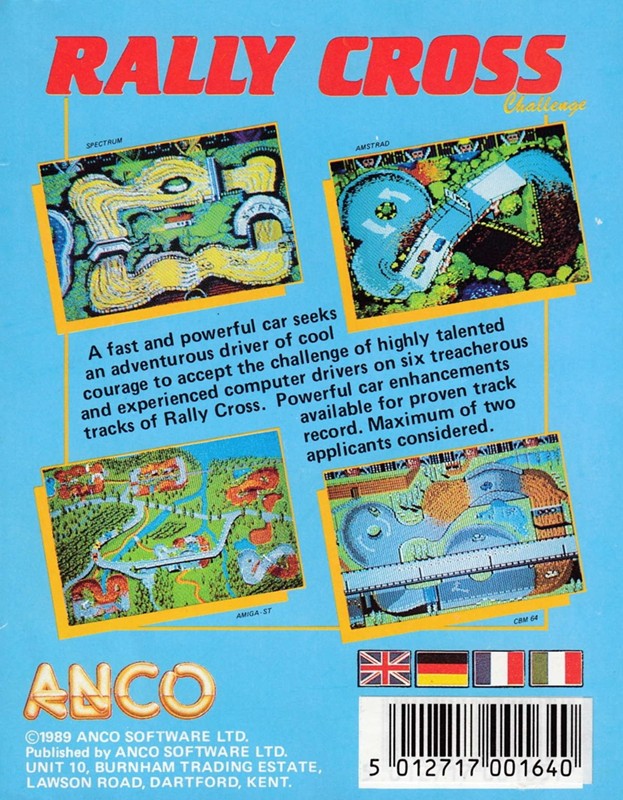 RALLY CROSS
Challenge
SPECTRUM
AMSTRAD
START
A fast and powerful car seeks
an adventurous driver of cool
courage to accept the challenge of highly talented
and experienced computer drivers on six treacherous
tracks of Rally Cross. Powerful car enhancements
available for proven track
record. Maximum of two
applicants considered.
AMIGA-ST
CBM 64
ANCO
©1989 ANCO SOFTWARE LTD.
Published by ANCO SOFTWARE LTD.
UNIT 10, BURNHAM TRADING ESTATE,
LAWSON ROAD, DARTFORD, KENT.
5 012717 001640